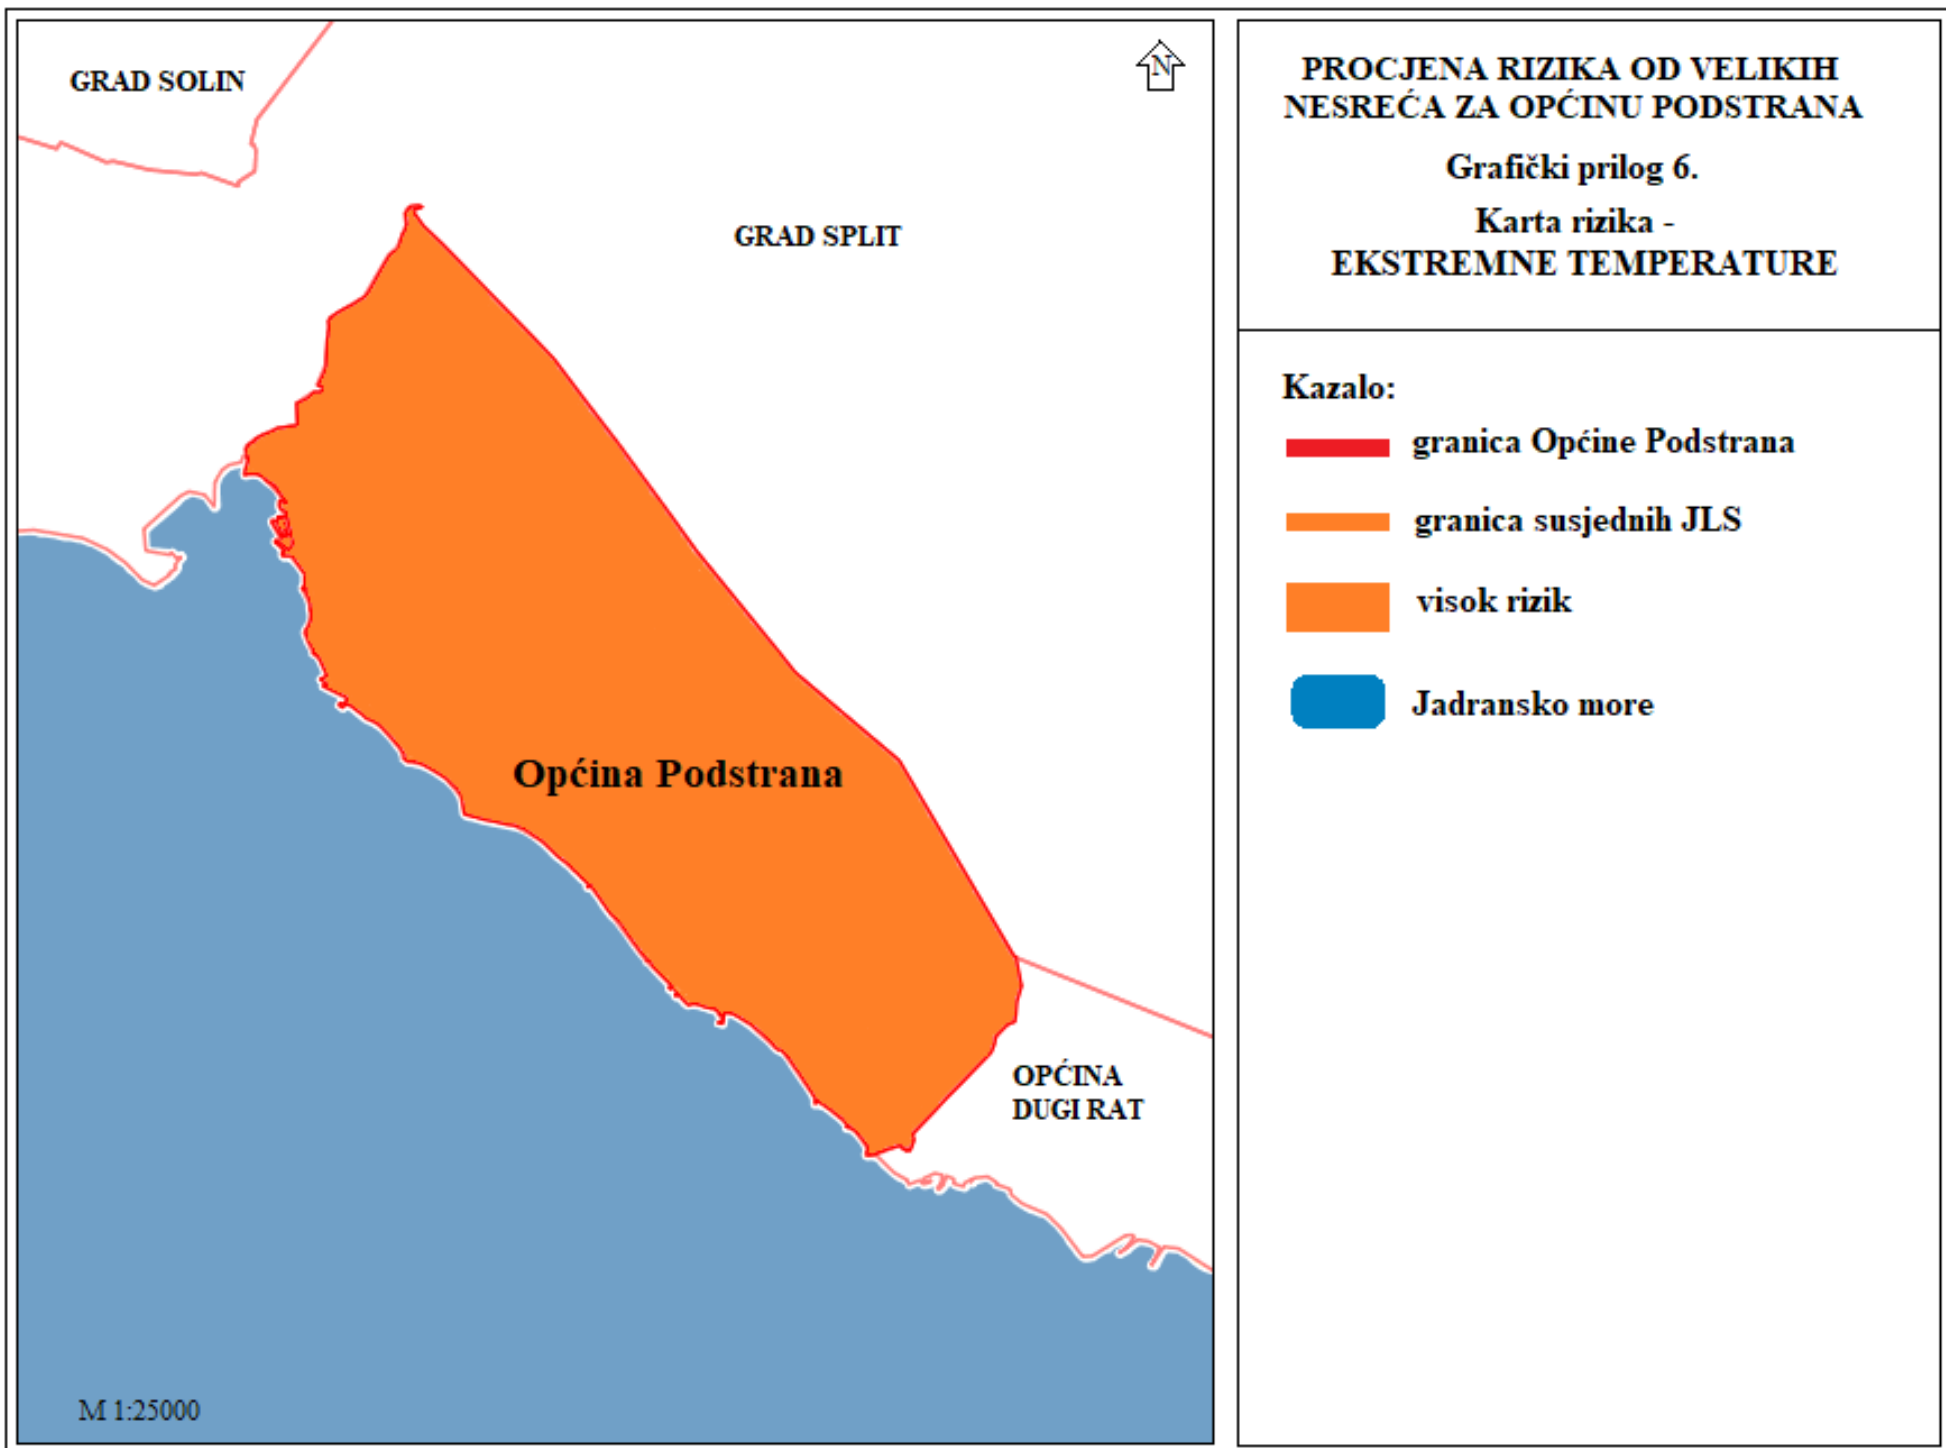 GRAD SOLIN
N
GRAD SPLIT
Općina Podstrana
OPĆINA
DUGI RAT
M 1:25000
PROCJENA RIZIKA OD VELIKIH
NESREĆA ZA OPĆINU PODSTRANA
Grafički prilog 6.
Karta rizika -
EKSTREMNE TEMPERATURE
Kazalo:
granica Općine Podstrana
granica susjednih JLS
visok rizik
Jadransko more